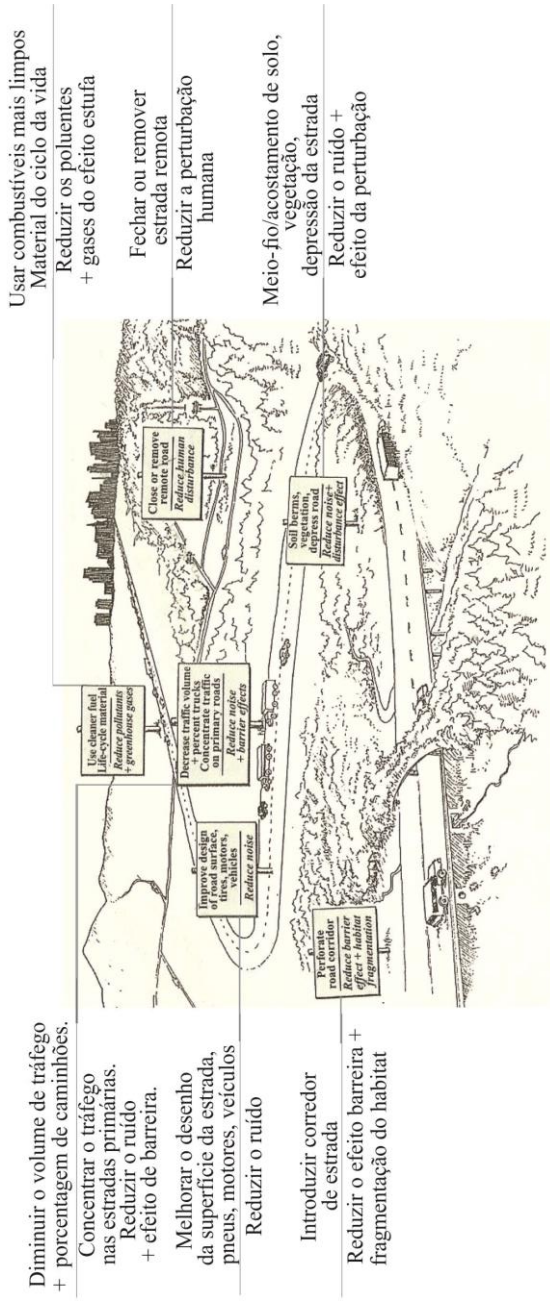 Diminuir o volume de tráfego
+ porcentagem de caminhões.
Concentrar o tráfego
nas estradas primárias.
Reduzir o ruído
+ efeito de barreira.
Melhorar o desenho
da superfície da estrada,
pneus, motores, veículos
Reduzir o ruído
Introduzir corredor
de estrada
Reduzir o efeito barreira +
fragmentação do habitat
Use cleaner fuel
Life-cycle material
Reduce pollutants
+ greenhouse gases
Close or remove
remote road
Reduce human
disturbance
Decrease traffic volume
+ percent trucks
Concentrate traffic
on primary roads
Reduce noise
+ barrier effects
Improve design
of road surface,
tires, motors,
vehicles
Reduce noise
Soil berms,
vegetation,
depress road
Reduce noise+
disturbance effect
Perforate
road corridor
Reduce barrier
effect + habitat
fragmentation
Usar combustíveis mais limpos
Material do ciclo da vida
Reduzir os poluentes
+ gases do efeito estufa
Fechar ou remover
estrada remota
Reduzir a perturbação
humana
Meio-fio/acostamento de solo,
vegetação,
depressão da estrada
Reduzir o ruído +
efeito da perturbação